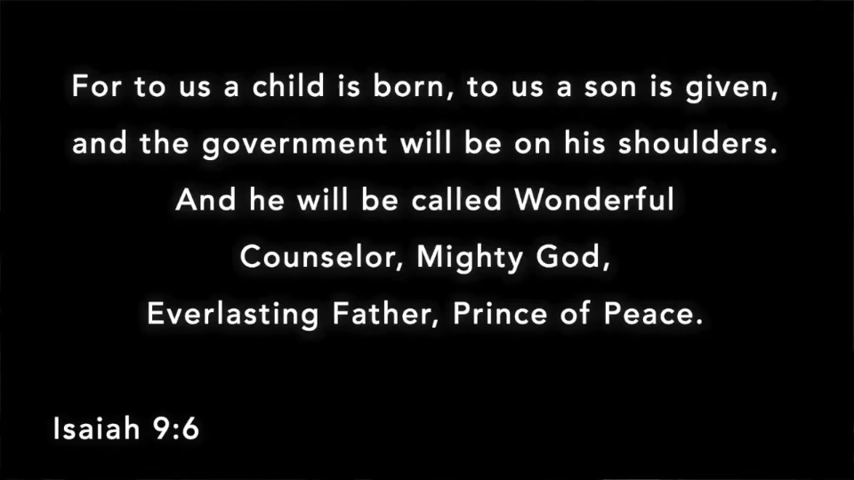 For to us a child is born, to us a son is given,
and the government will be on his shoulders.
And he will be called Wonderful
Counselor, Mighty God,
Everlasting Father, Prince of Peace.
Isaiah 9:6